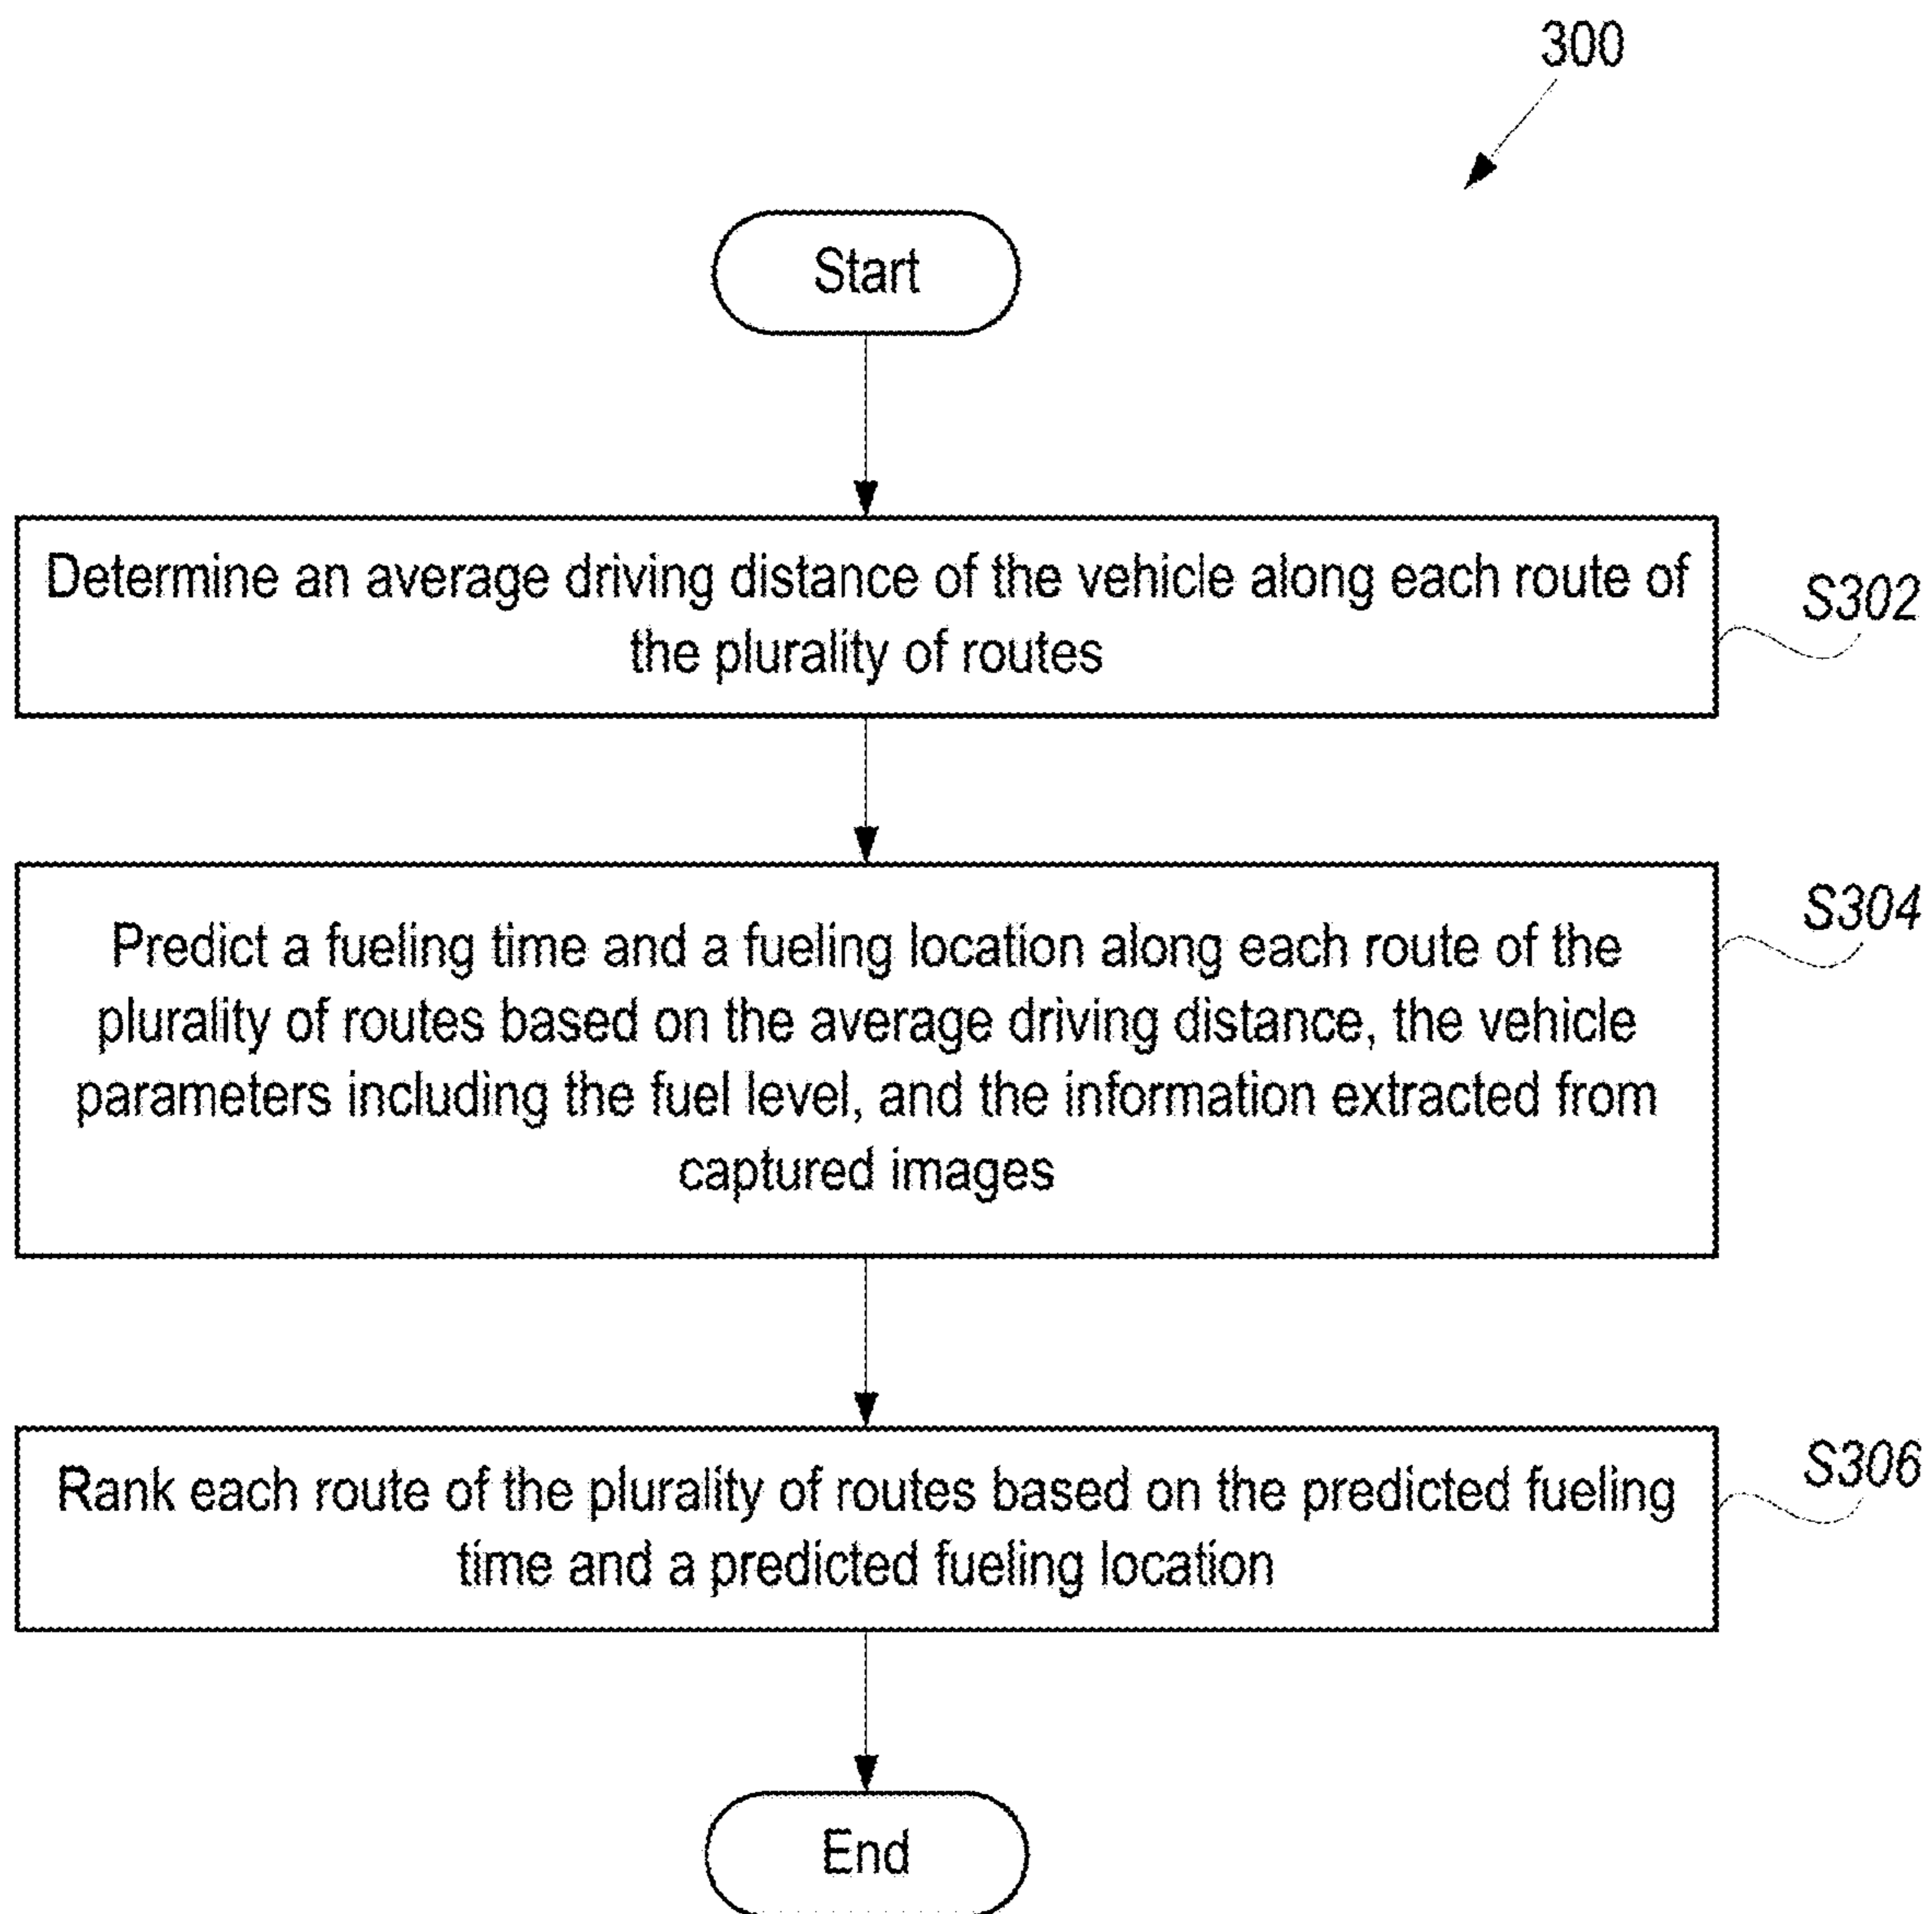 300
Start
Determine an average driving distance of the vehicle along each route of
the plurality of routes
S302
Predict a fueling time and a fueling location along each route of the
plurality of routes based on the average driving distance, the vehicle
parameters including the fuel level, and the information extracted from
captured images
S304
Rank each route of the plurality of routes based on the predicted fueling
time and a predicted fueling location
S306
End